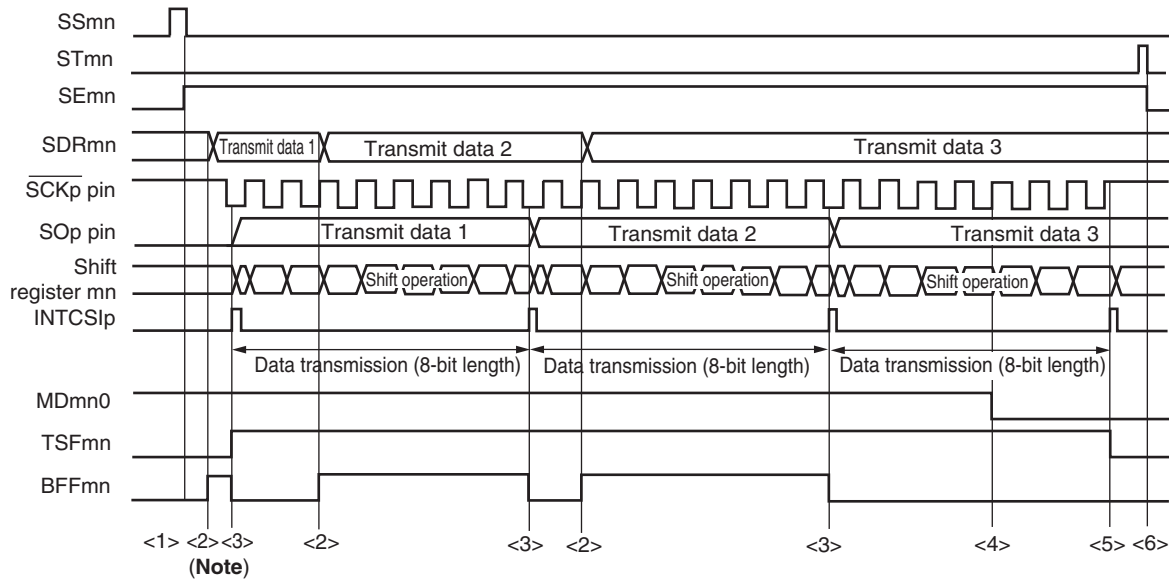 SSmn
STmn
SEmn
SDRmn
Transmit data 1
Transmit data 2
Transmit data 3
SCKp pin
SOp pin
Transmit data 1
Transmit data 2
Transmit data 3
Shift
register mn
Shift operation
Shift operation
Shift operation
INTCSIp
Data transmission (8-bit length)
Data transmission (8-bit length)
Data transmission (8-bit length)
MDmn0
TSFmn
BFFmn
<1> <2> <3> <2> <3> <2> <3> <4> <5> <6>
(Note)